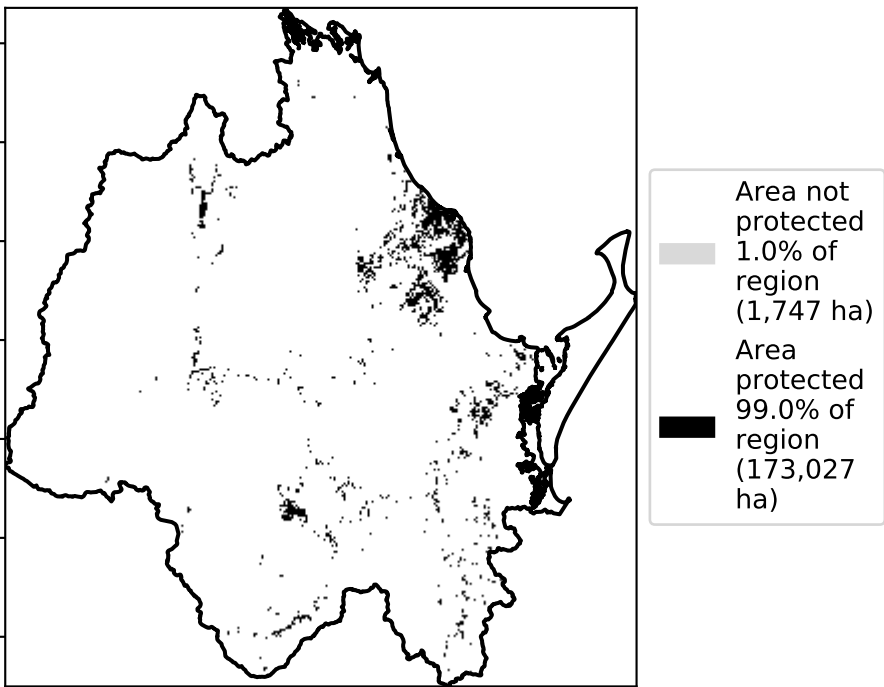 Area not
protected
1.0% of
region
(1,747 ha)
Area
protected
99.0% of
region
(173,027
ha)